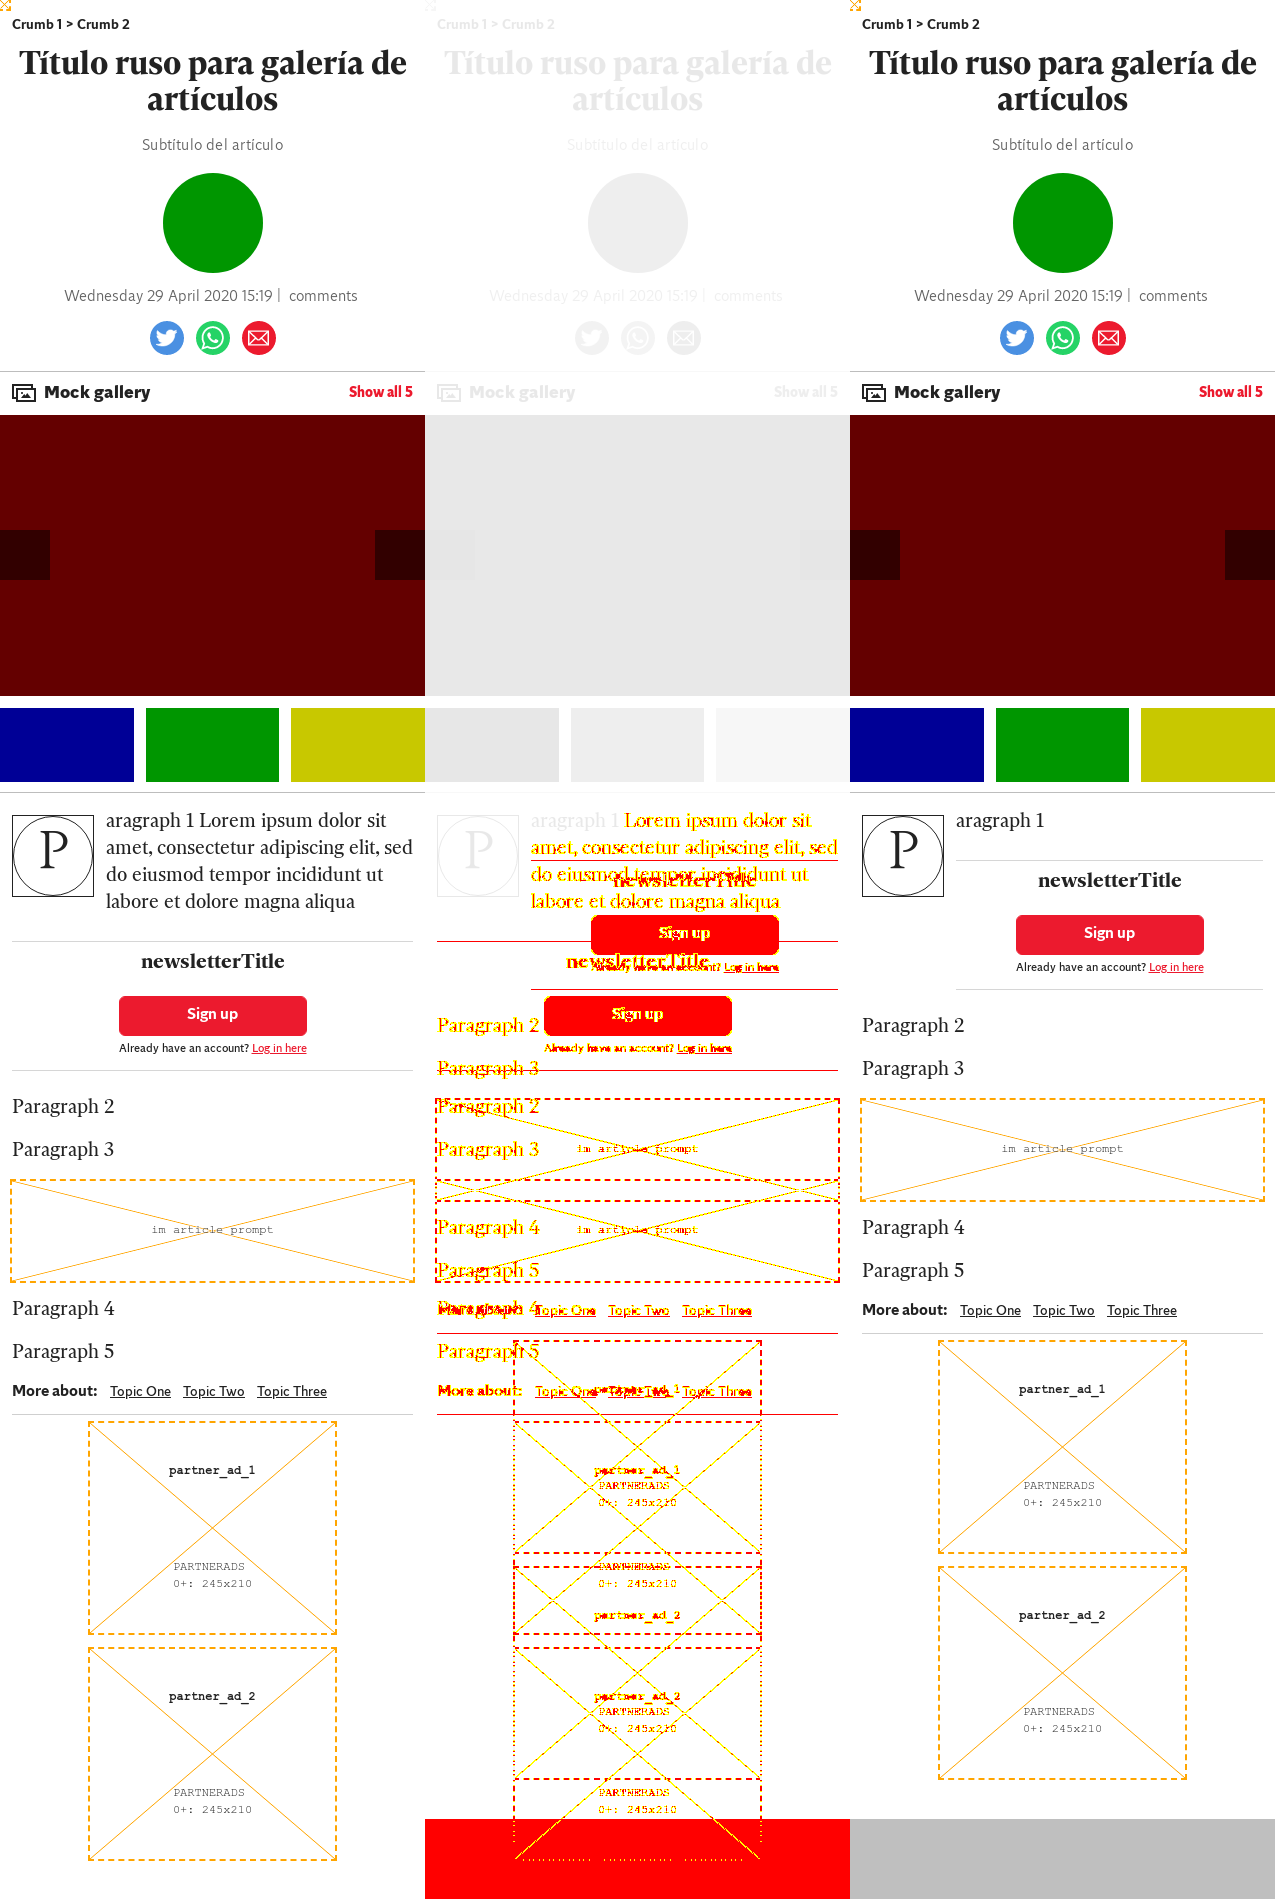 Crumb 1 > Crumb 2
Título ruso para galería de
artículos
Subtitulo del artículo
Wednesday 29 April 2020 15:19 | comments
Mock gallery
Show all 5
P
aragraph 1 Lorem ipsum dolor sit
amet, consectetur adipiscing elit, sed
do eiusmod tempor incididunt ut
labore et dolore magna aliqua
newsletterTitle
Sign up
Already have an account? Log in here
Paragraph 2
Paragraph 3
im article prompt
Paragraph 4
Paragraph 5
More about: Topic One Topic Two Topic Three
partner_ad_1
PARTNERADS
0+: 245x210
partner_ad_2
PARTNERADS
0+: 245x210
Crumb 1 > Crumb 2
Título ruso para galería de
artículos
Subtitulo del artículo
Wednesday 29 April 2020 15:19 | comments
Mock gallery
Show all 5
aragraph 1 Lorem ipsum dolor sit
amet, consectetur adipiscing elit, sed
do eiusmod tempor incididunt ut
newsletterTitle
labore et dolore magna aliqua
Sign up
newsletterTitle
Already have an account? Log in here
Sign up
Paragraph 2
Already have an account? Log in here
Paragraph 3
Paragraph 2
Paragraph 3
im article prompt
Paragraph 4
im article prompt
Paragraph 5
Paragraph 4
Topic One Topic Two Topic Three
Paragraph 5
partner_ad_1
More about: Topic One Topic Two Topic Three
partner_ad_1
PARTNERADS
0+: 245x210
PARTNERADS
0+: 245x210
partner_ad_2
partner_ad_2
PARTNERADS
0+: 245x210
PARTNERADS
0+: 245x210
Crumb 1 > Crumb 2
Título ruso para galería de
artículos
Subtitulo del artículo
Wednesday 29 April 2020 15:19 | comments
Mock gallery
Show all 5
P
aragraph 1
newsletterTitle
Sign up
Already have an account? Log in here
Paragraph 2
Paragraph 3
im article prompt
Paragraph 4
Paragraph 5
More about: Topic One Topic Two Topic Three
partner_ad_1
PARTNERADS
0+: 245x210
partner_ad_2
PARTNERADS
0+: 245x210